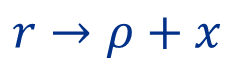 r → ρ + x